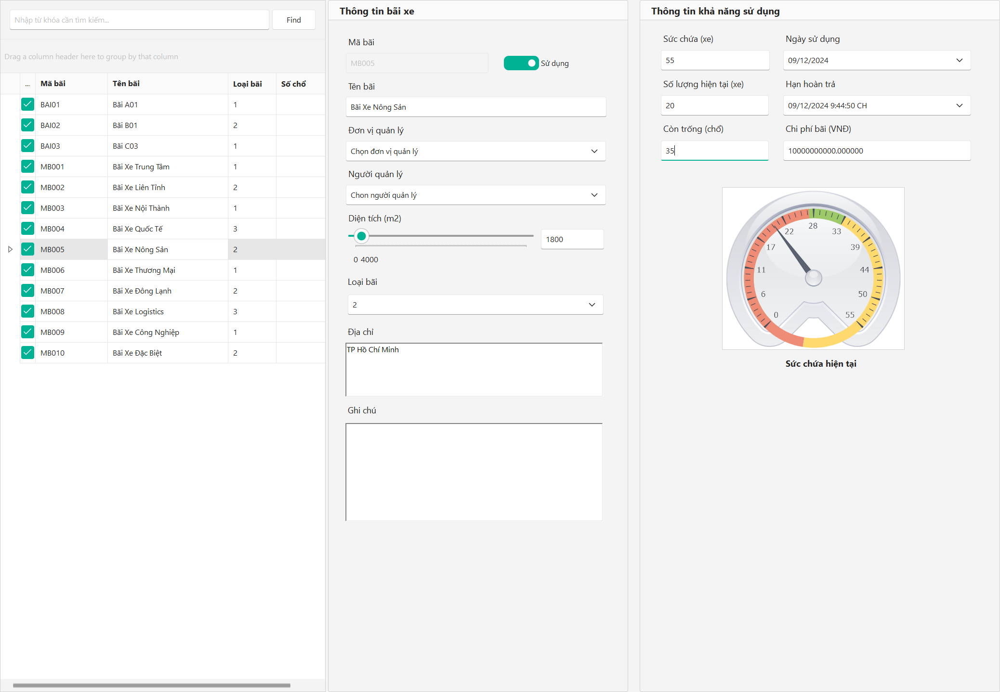 Nhập từ khóa cần tìm kiếm...
Find
Drag a column header here to group by that column
... Mã bãi Tên bãi Loại bãi Số chổ
BAI01 Bãi A01 1
BAI02 Bãi B01 2
BAI03 Bãi C03 1
MB001 Bãi Xe Trung Tâm 1
MB002 Bãi Xe Liên Tỉnh 2
MB003 Bãi Xe Nội Thành 1
MB004 Bãi Xe Quốc Tế 3
MB005 Bãi Xe Nông Sản 2
MB006 Bãi Xe Thương Mại 1
MB007 Bãi Xe Đông Lạnh 2
MB008 Bãi Xe Logistics 3
MB009 Bãi Xe Công Nghiệp 1
MB010 Bãi Xe Đặc Biệt 2
Thông tin bãi xe
Mã bãi
MB005
Sử dụng
Tên bãi
Bãi Xe Nông Sản
Đơn vị quản lý
Chọn đơn vị quản lý
Người quản lý
Chon người quản lý
Diện tích (m2)
1800
0 4000
Loại bãi
2
Địa chỉ
TP Hồ Chí Minh
Ghi chú
Thông tin khả năng sử dụng
Sức chứa (xe)
55
Ngày sử dụng
09/12/2024
Số lượng hiện tại (xe)
20
Hạn hoàn trả
09/12/2024 9:44:50 CH
Còn trống (chổ)
35
Chi phí bãi (VNĐ)
10000000000.000000
0
6
11
17
22
28
33
39
44
50
55
Sức chứa hiện tại